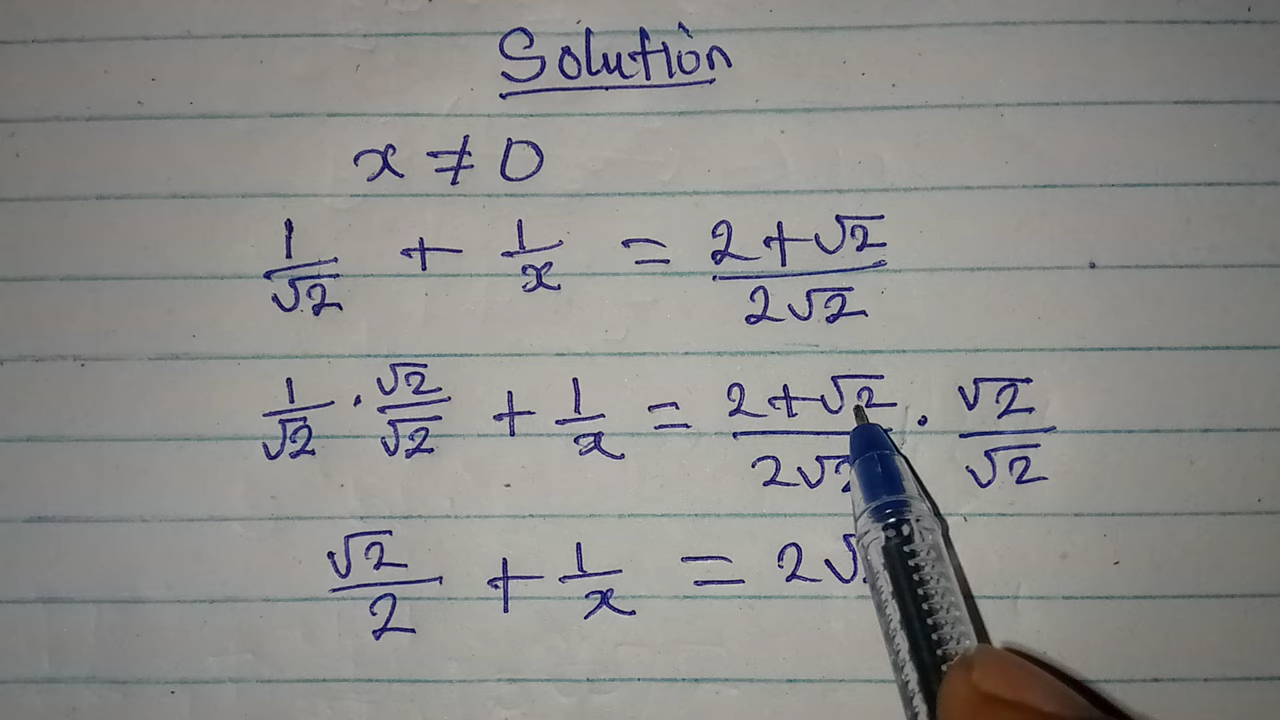 Solution
x ≠ 0
1/√2 + 1/x = (2+√2)/(2√2)
1/√2 · √2/√2 + 1/x = (2+√2)/(2√2) · √2/√2
√2/2 + 1/x = 2√